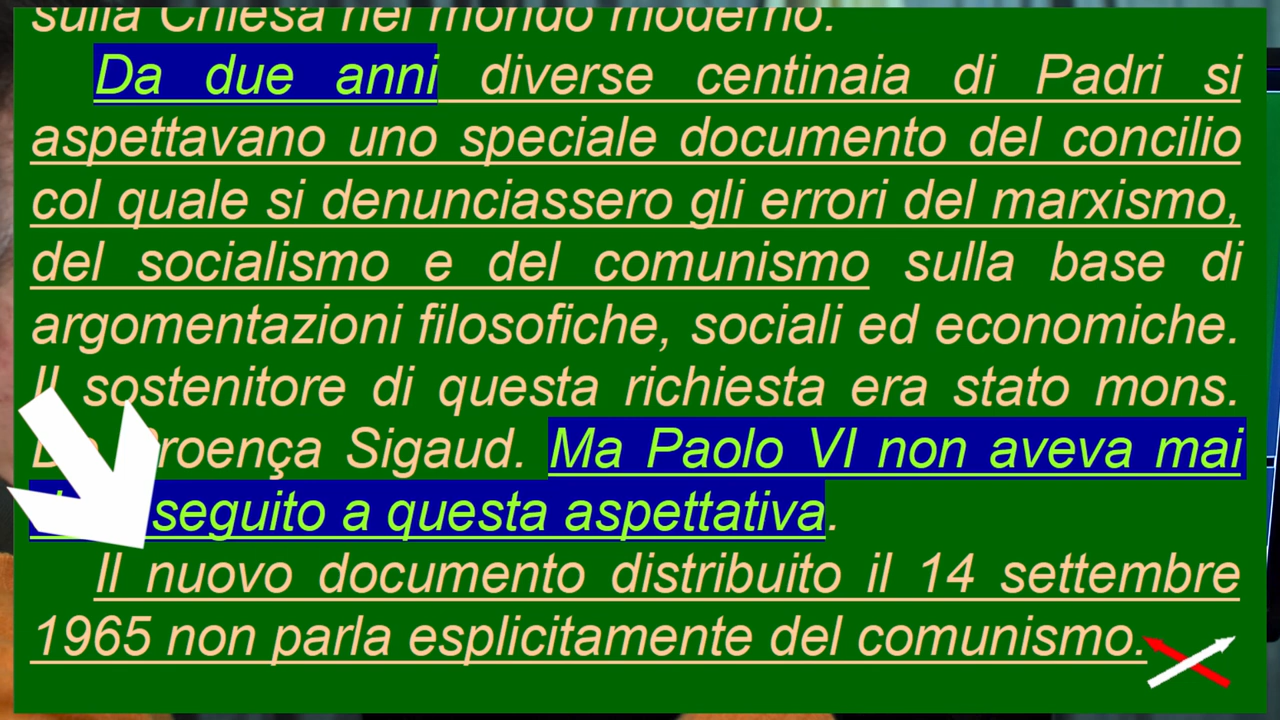 sulla Chiesa nel mondo moderno.
Da due anni diverse centinaia di Padri si
aspettavano uno speciale documento del concilio
col quale si denunciassero gli errori del marxismo,
del socialismo e del comunismo sulla base di
argomentazioni filosofiche, sociali ed economiche.
Il sostenitore di questa richiesta era stato mons.
Proença Sigaud. Ma Paolo VI non aveva mai
seguito a questa aspettativa.
Il nuovo documento distribuito il 14 settembre
1965 non parla esplicitamente del comunismo.